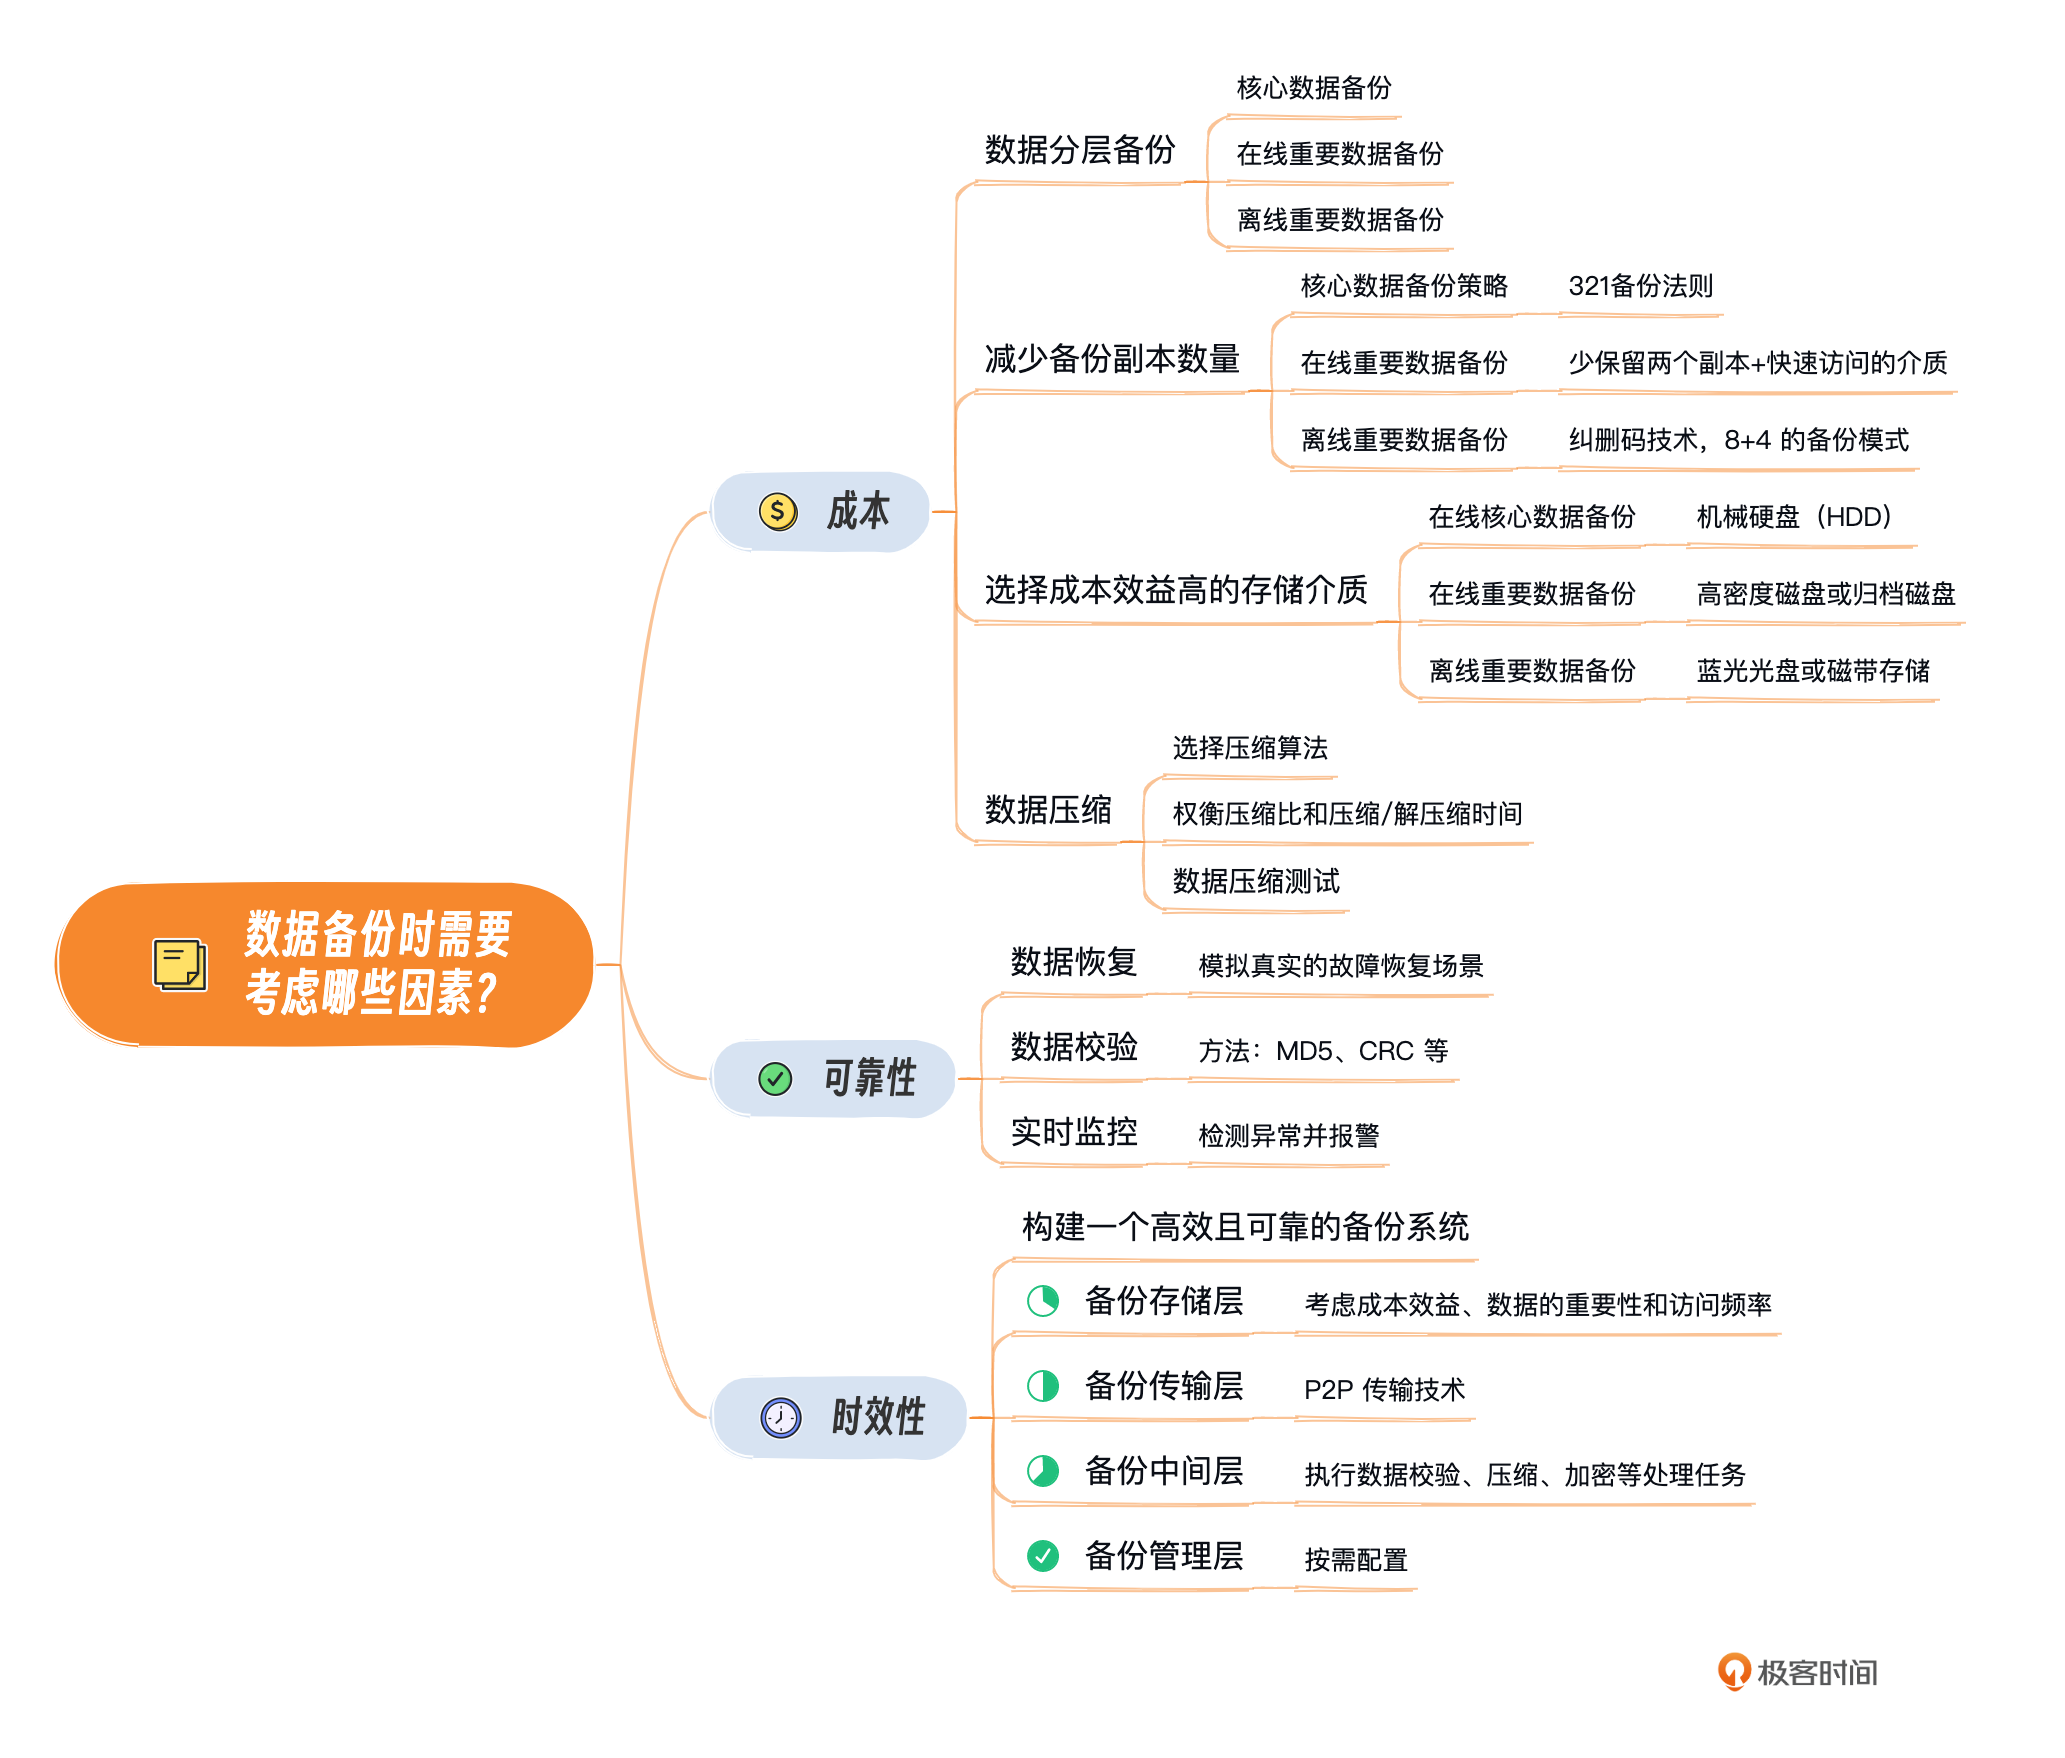 数据备份时需要
考虑哪些因素？
成本
数据分层备份
核心数据备份
在线重要数据备份
离线重要数据备份
减少备份副本数量
核心数据备份策略
321备份法则
在线重要数据备份
少保留两个副本+快速访问的介质
离线重要数据备份
纠删码技术，8+4 的备份模式
选择成本效益高的存储介质
在线核心数据备份
机械硬盘（HDD）
在线重要数据备份
高密度磁盘或归档磁盘
离线重要数据备份
蓝光光盘或磁带存储
数据压缩
选择压缩算法
权衡压缩比和压缩/解压缩时间
数据压缩测试
可靠性
数据恢复
模拟真实的故障恢复场景
数据校验
方法：MD5、CRC 等
实时监控
检测异常并报警
时效性
构建一个高效且可靠的备份系统
备份存储层
考虑成本效益、数据的重要性和访问频率
备份传输层
P2P 传输技术
备份中间层
执行数据校验、压缩、加密等处理任务
备份管理层
按需配置
极客时间